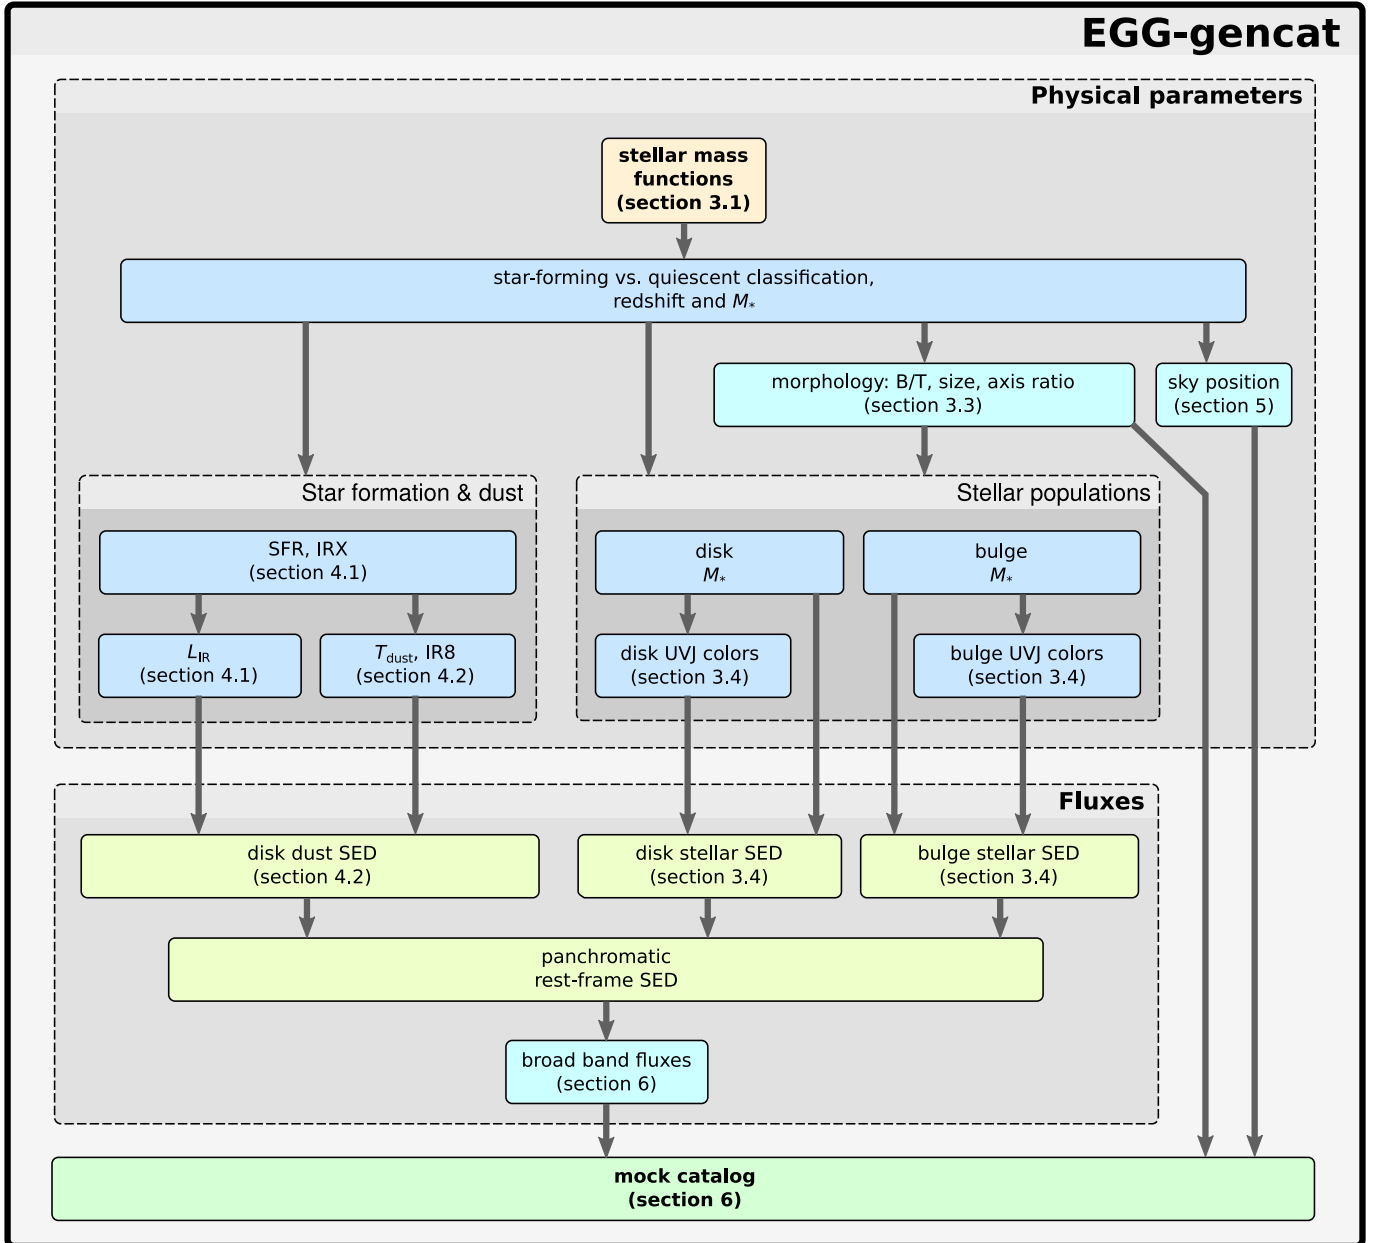 EGG-gencat
Physical parameters
stellar mass
functions
(section 3.1)
star-forming vs. quiescent classification,
redshift and M*
morphology: B/T, size, axis ratio
(section 3.3)
sky position
(section 5)
Star formation & dust
SFR, IRX
(section 4.1)
L_IR
(section 4.1)
T_dust, IR8
(section 4.2)
Stellar populations
disk
M*
bulge
M*
disk UVJ colors
(section 3.4)
bulge UVJ colors
(section 3.4)
Fluxes
disk dust SED
(section 4.2)
disk stellar SED
(section 3.4)
bulge stellar SED
(section 3.4)
panchromatic
rest-frame SED
broad band fluxes
(section 6)
mock catalog
(section 6)